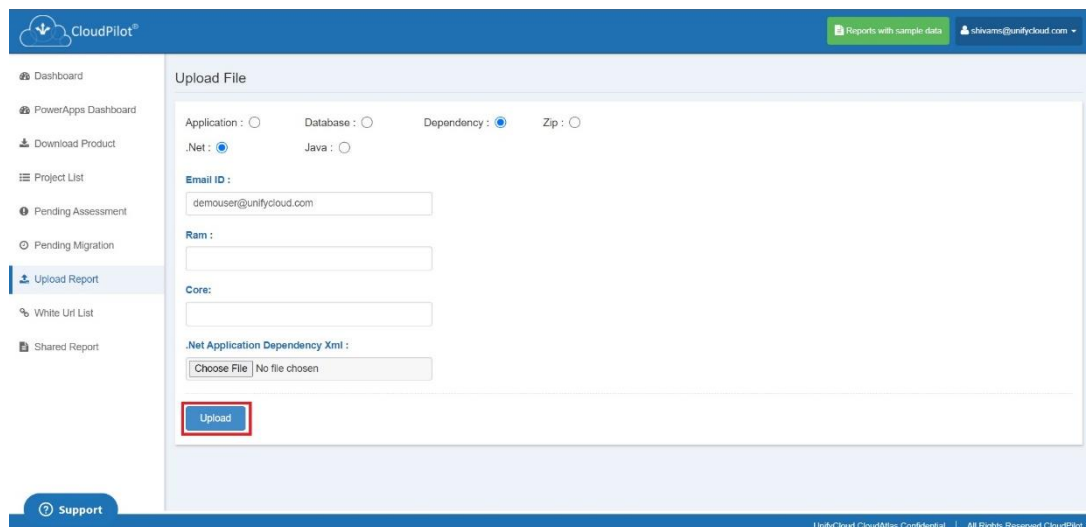 CloudPilot®
Reports with sample data
shivams@unifycloud.com
Dashboard
PowerApps Dashboard
Download Product
Project List
Pending Assessment
Pending Migration
Upload Report
White Url List
Shared Report
Support
Upload File
Application : Database : Dependency : Zip :
.Net : Java :
Email ID :
demouser@unifycloud.com
Ram :
Core:
.Net Application Dependency Xml :
Choose File No file chosen
Upload
UnifyCloud CloudAtlas Confidential | All Rights Reserved CloudPilot